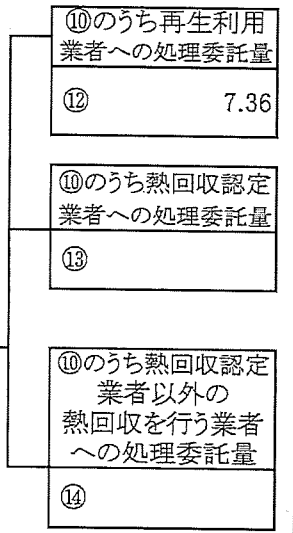 ⑩のうち再生利用
業者への処理委託量
⑫ 7.36
⑩のうち熱回収認定
業者への処理委託量
⑬
⑩のうち熱回収認定
業者以外の
熱回収を行う業者
への処理委託量
⑭